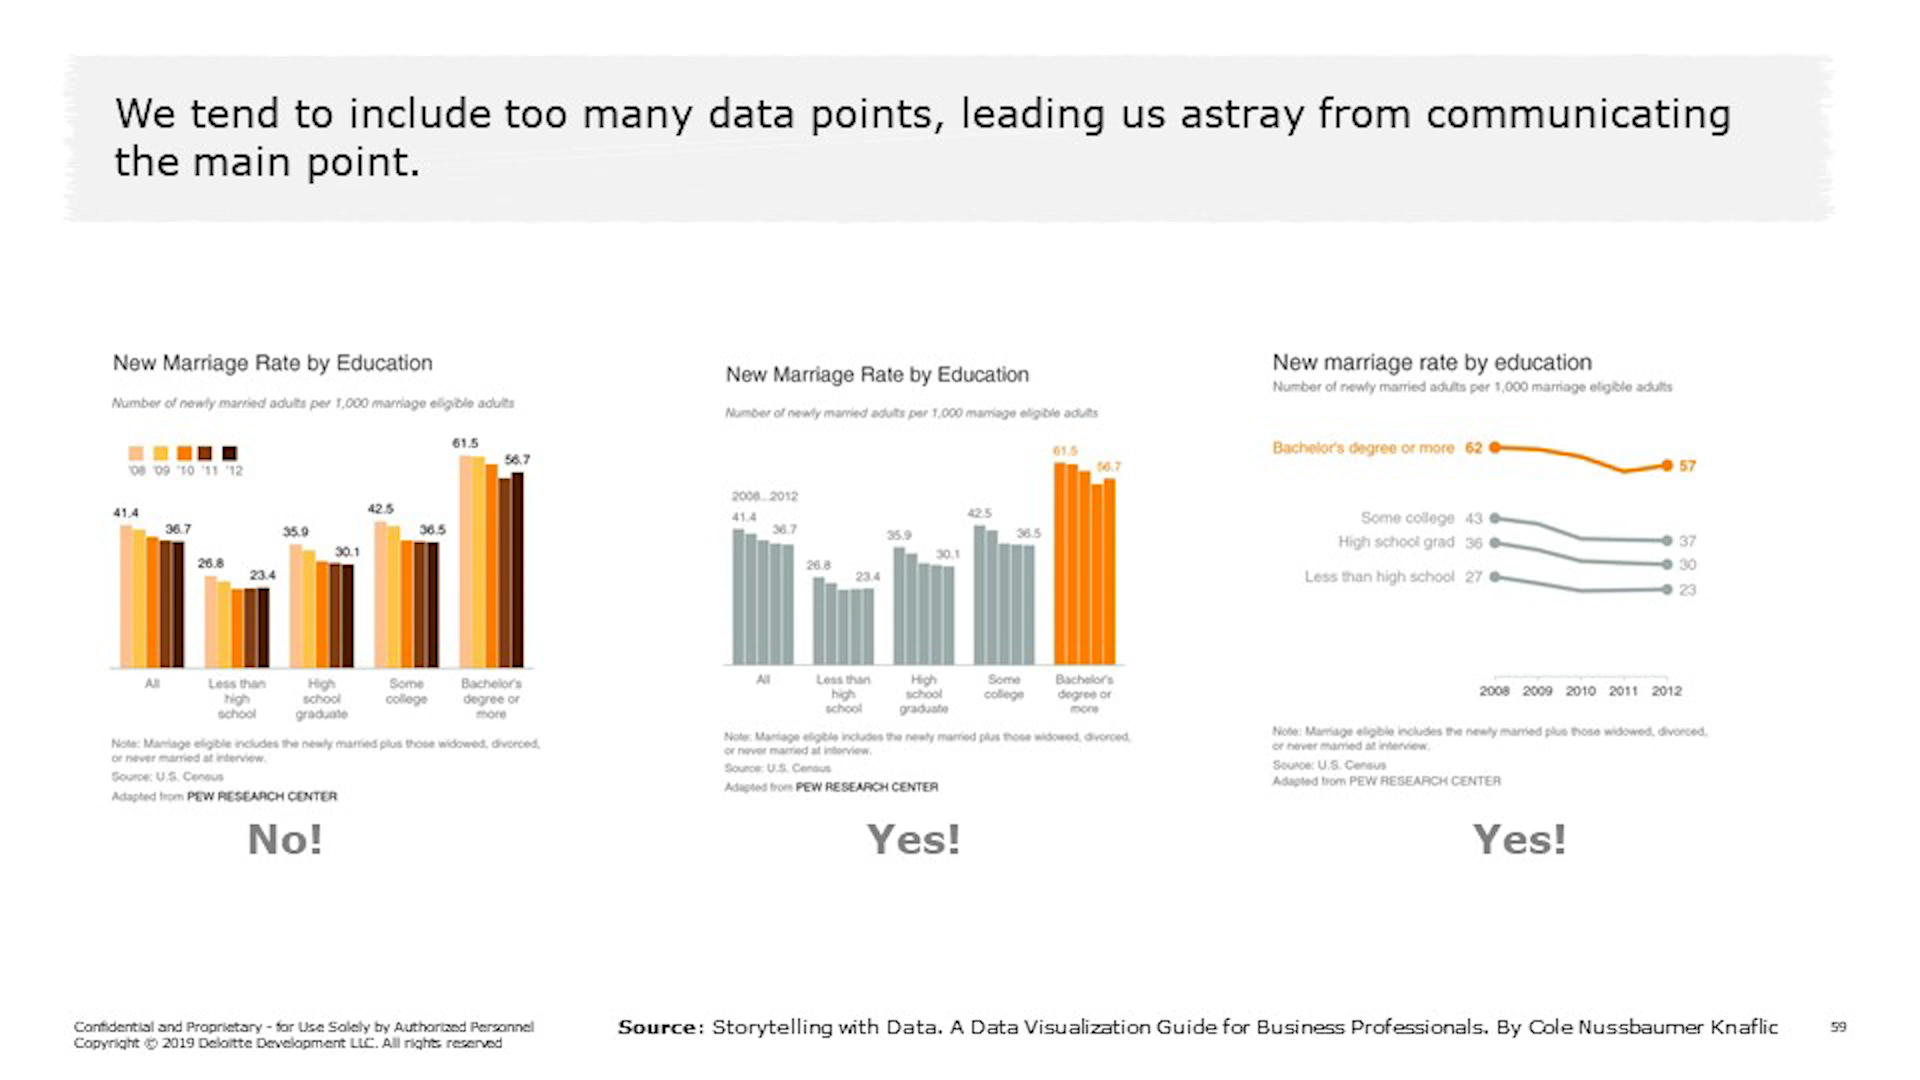 We tend to include too many data points, leading us astray from communicating
the main point.
New Marriage Rate by Education
Number of newly married adults per 1,000 marriage eligible adults
'08 '09 '10 '11 '12
41.4 36.7
26.8 23.4
35.9 30.1
42.5 36.5
61.5 56.7
All
Less than
high
school
High
school
graduate
Some
college
Bachelor's
degree or
more
Note: Marriage eligible includes the newly married plus those widowed, divorced,
or never married at interview.
Source: U.S. Census
Adapted from PEW RESEARCH CENTER
No!
New Marriage Rate by Education
Number of newly married adults per 1,000 marriage eligible adults
2008...2012
41.4 36.7
26.8 23.4
35.9 30.1
42.5 36.5
61.5 56.7
All
Less than
high
school
High
school
graduate
Some
college
Bachelor's
degree or
more
Note: Marriage eligible includes the newly married plus those widowed, divorced,
or never married at interview.
Source: U.S. Census
Adapted from PEW RESEARCH CENTER
Yes!
New marriage rate by education
Number of newly married adults per 1,000 marriage eligible adults
Bachelor's degree or more 62 57
Some college 43 37
High school grad 36 30
Less than high school 27 23
2008 2009 2010 2011 2012
Note: Marriage eligible includes the newly married plus those widowed, divorced,
or never married at interview.
Source: U.S. Census
Adapted from PEW RESEARCH CENTER
Yes!
Confidential and Proprietary - for Use Solely by Authorized Personnel
Copyright © 2019 Deloitte Development LLC. All rights reserved
Source: Storytelling with Data. A Data Visualization Guide for Business Professionals. By Cole Nussbaumer Knaflic
59